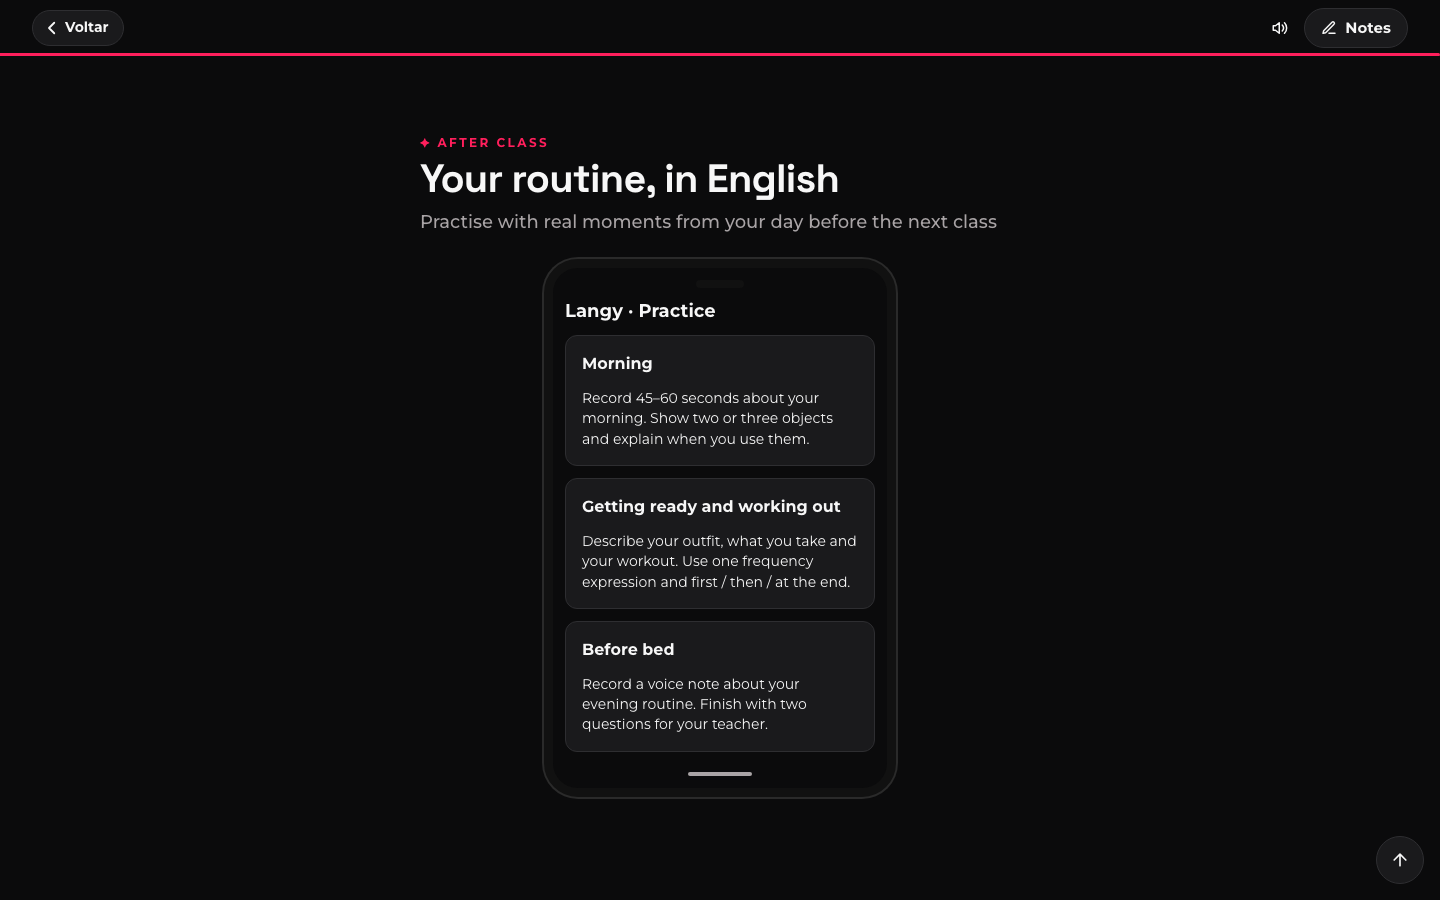 Voltar
Notes
✦ AFTER CLASS
Your routine, in English
Practise with real moments from your day before the next class
Langy · Practice
Morning
Record 45–60 seconds about your
morning. Show two or three objects
and explain when you use them.
Getting ready and working out
Describe your outfit, what you take and
your workout. Use one frequency
expression and first / then / at the end.
Before bed
Record a voice note about your
evening routine. Finish with two
questions for your teacher.